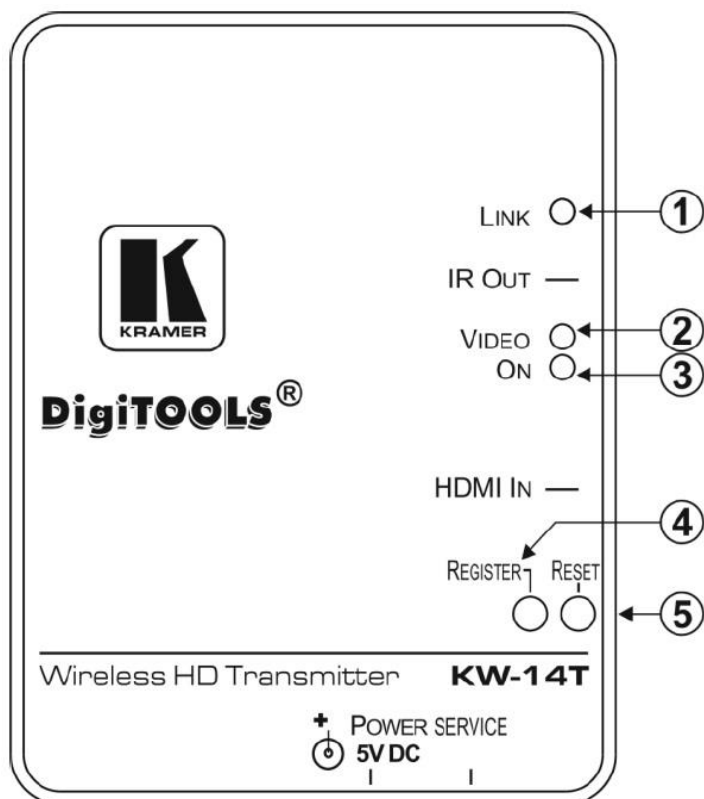 LINK
1
IR OUT
VIDEO
2
ON
3
KRAMER
DigiTOOLS®
HDMI IN
4
REGISTER
RESET
5
Wireless HD Transmitter KW-14T
+ POWER SERVICE
5V DC